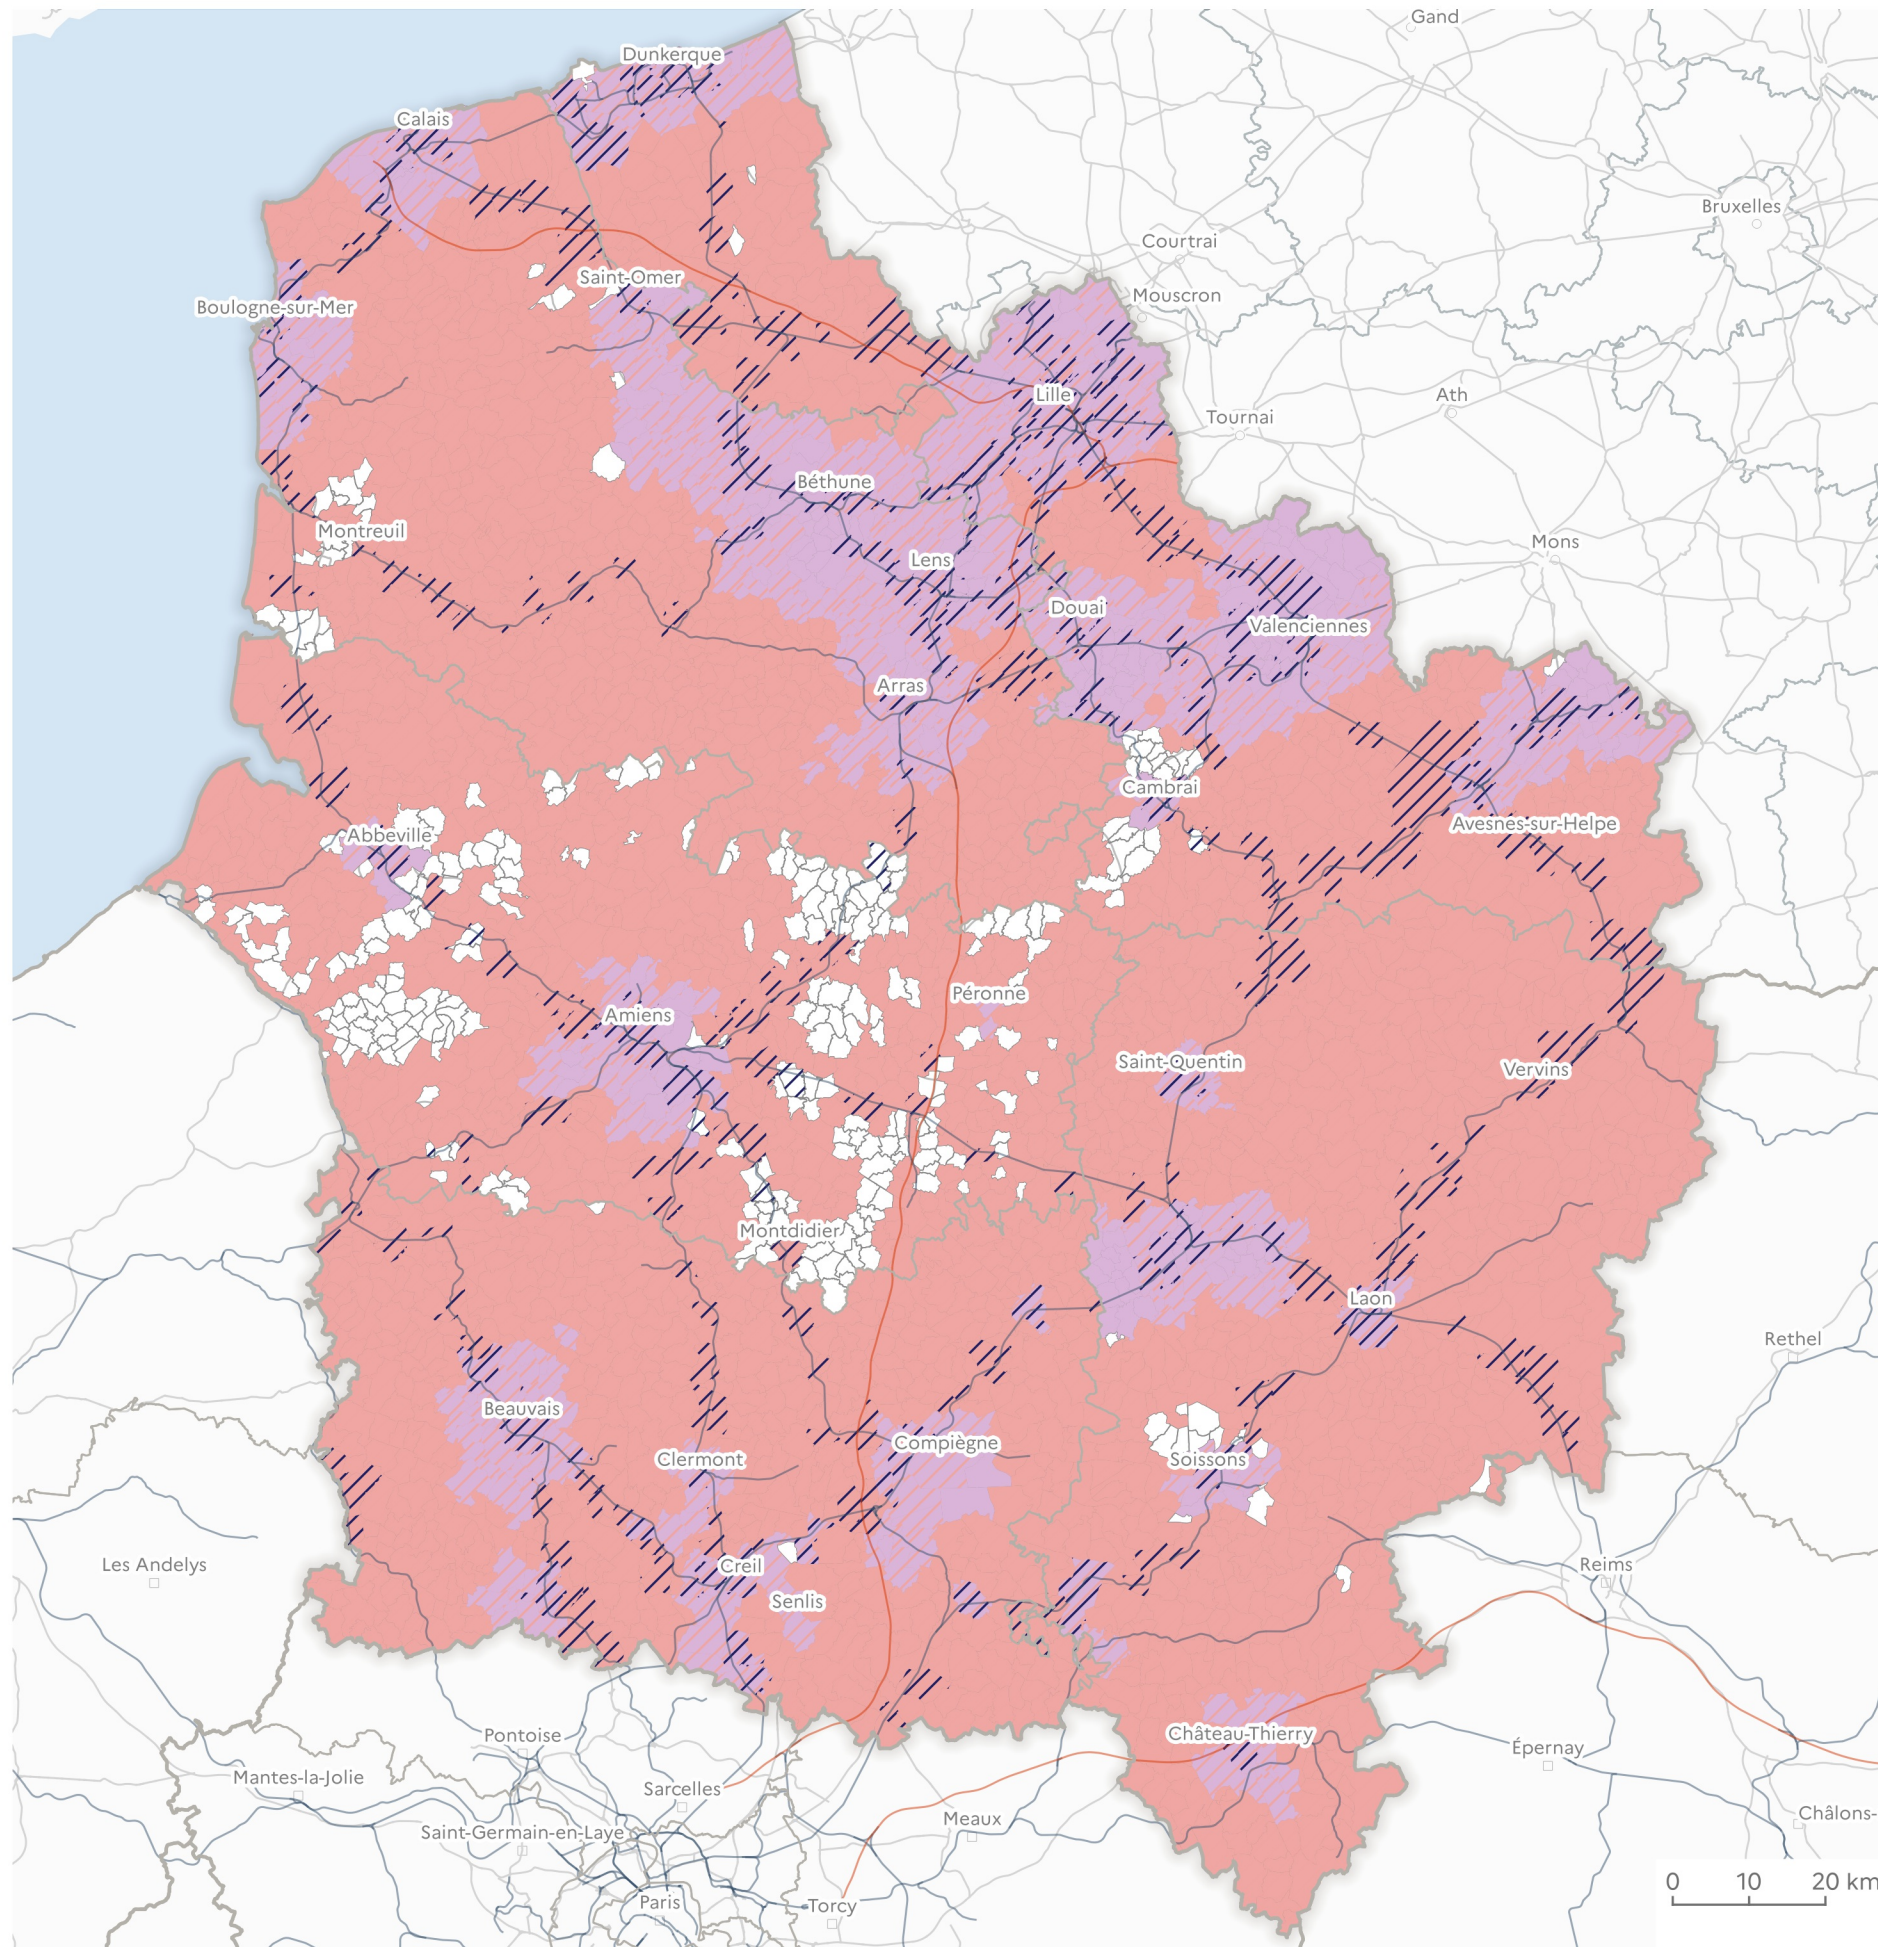 Gand
Dunkerque
Calais
Bruxelles
Courtrai
Saint-Omer
Mouscron
Boulogne-sur-Mer
Lille
Ath
Tournai
Béthune
Montreuil
Mons
Lens
Douai
Valenciennes
Arras
Cambrai
Avesnes-sur-Helpe
Abbeville
Péronne
Amiens
Saint-Quentin
Vervins
Montdidier
Laon
Rethel
Beauvais
Compiègne
Clermont
Soissons
Les Andelys
Creil
Reims
Senlis
Pontoise
Château-Thierry
Épernay
Mantes-la-Jolie
Sarcelles
Meaux
Châlons-
Saint-Germain-en-Laye
Paris
Torcy
0 10 20 km